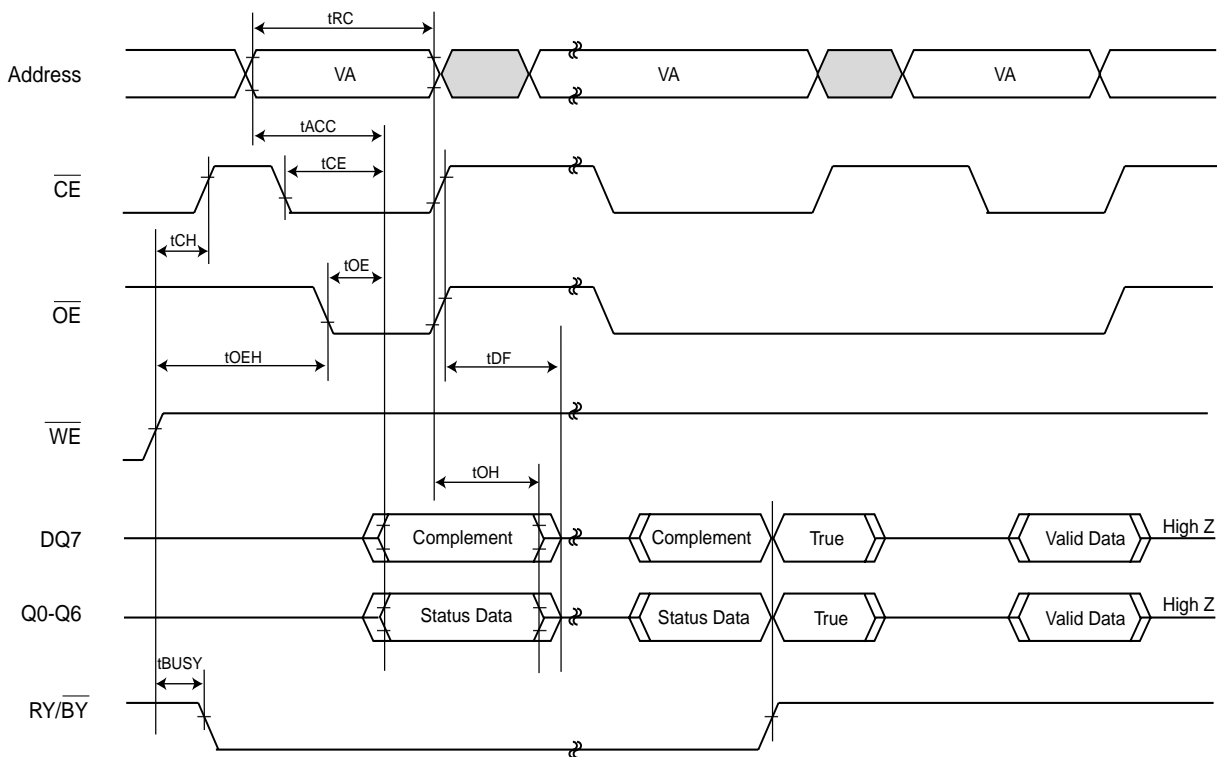 tRC
Address VA VA VA
tACC
tCE
CE
tCH
tOE
OE
tOEH tDF
WE
tOH
DQ7 Complement Complement True Valid Data High Z
Q0-Q6 Status Data Status Data True Valid Data High Z
tBUSY
RY/BY